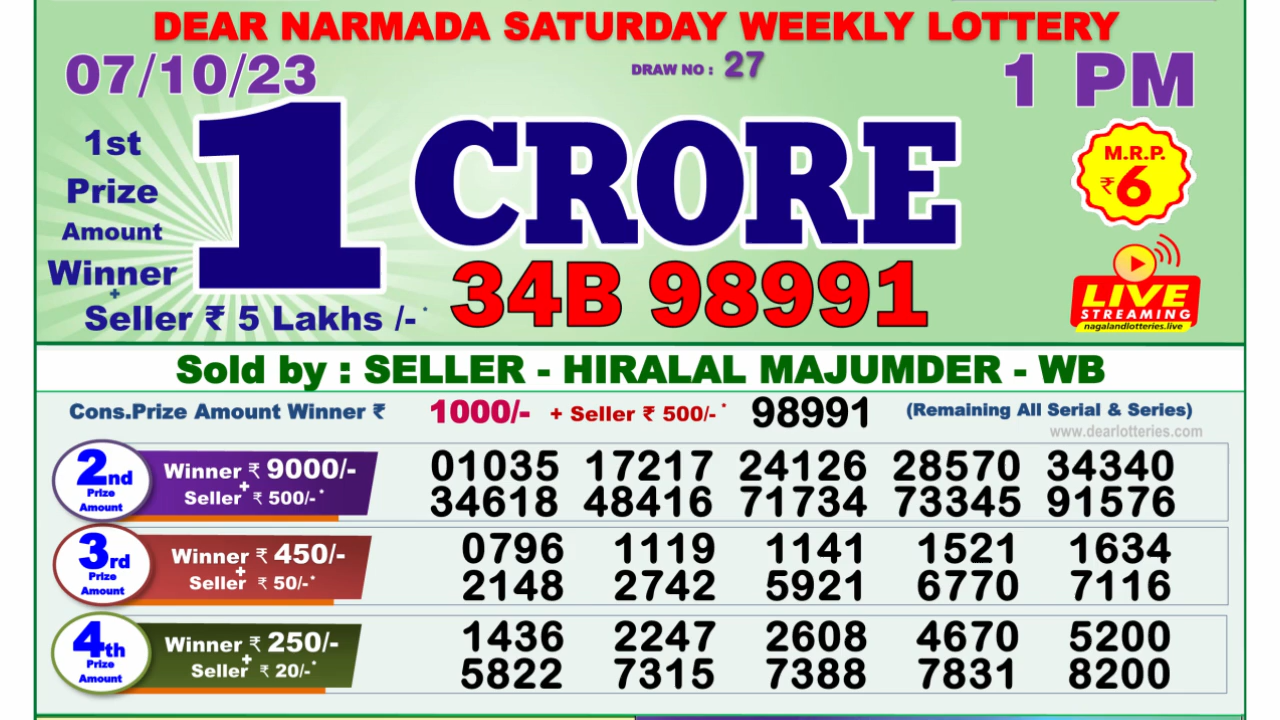 DEAR NARMADA SATURDAY WEEKLY LOTTERY
07/10/23
DRAW NO : 27
1 PM
1st
Prize
Amount
Winner
+
Seller ₹ 5 Lakhs /-*
1 CRORE
34B 98991
M.R.P.
₹6
LIVE
STREAMING
nagalandlotteries.live
Sold by : SELLER - HIRALAL MAJUMDER - WB
Cons.Prize Amount Winner ₹ 1000/- + Seller ₹ 500/-* 98991 (Remaining All Serial & Series)
www.dearlotteries.com
2nd
Prize
Amount
Winner ₹ 9000/-
+
Seller ₹ 500/-*
01035 17217 24126 28570 34340
34618 48416 71734 73345 91576
3rd
Prize
Amount
Winner ₹ 450/-
+
Seller ₹ 50/-*
0796 1119 1141 1521 1634
2148 2742 5921 6770 7116
4th
Prize
Amount
Winner ₹ 250/-
+
Seller ₹ 20/-*
1436 2247 2608 4670 5200
5822 7315 7388 7831 8200